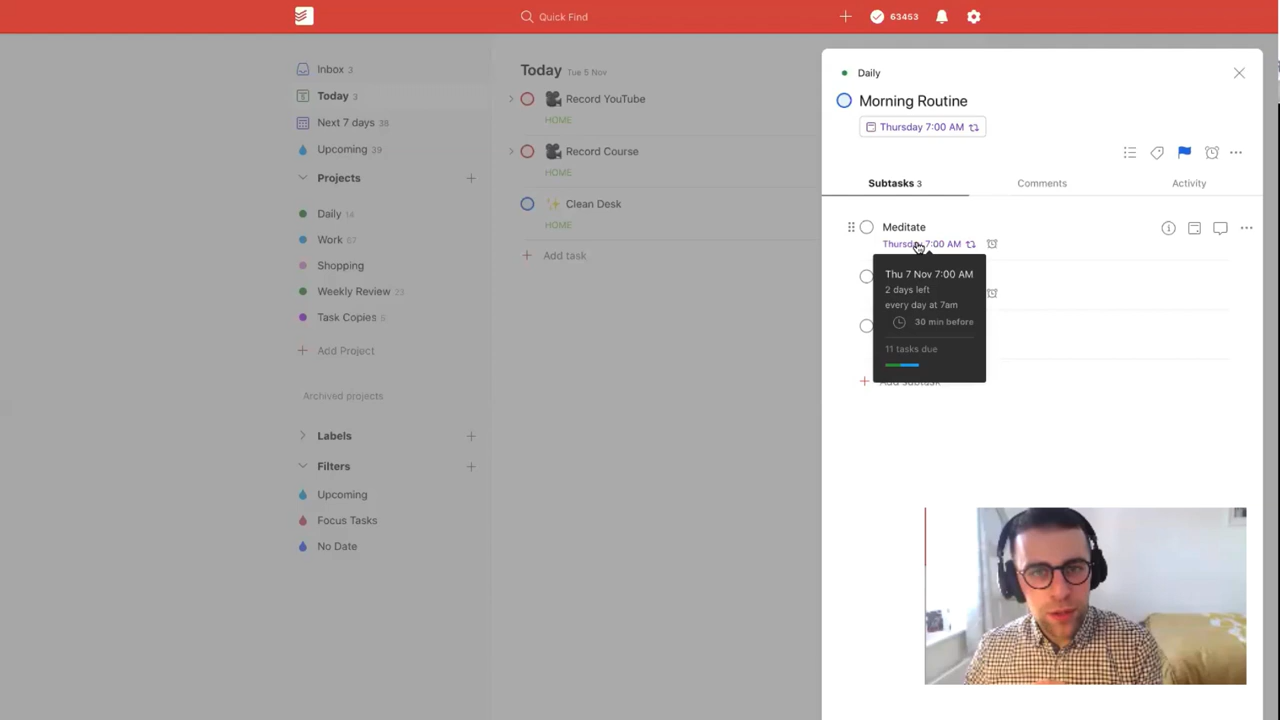 Quick Find
63453
Inbox 3
Today 3
Next 7 days 38
Upcoming 39
Projects
Daily 14
Work 67
Shopping
Weekly Review 23
Task Copies 5
Add Project
Archived projects
Labels
Filters
Upcoming
Focus Tasks
No Date
Today Tue 5 Nov
Record YouTube
HOME
Record Course
HOME
Clean Desk
HOME
Add task
Daily
Morning Routine
Thursday 7:00 AM
Subtasks 3
Comments
Activity
Meditate
Thursday 7:00 AM
Thu 7 Nov 7:00 AM
2 days left
every day at 7am
30 min before
11 tasks due
Add subtask